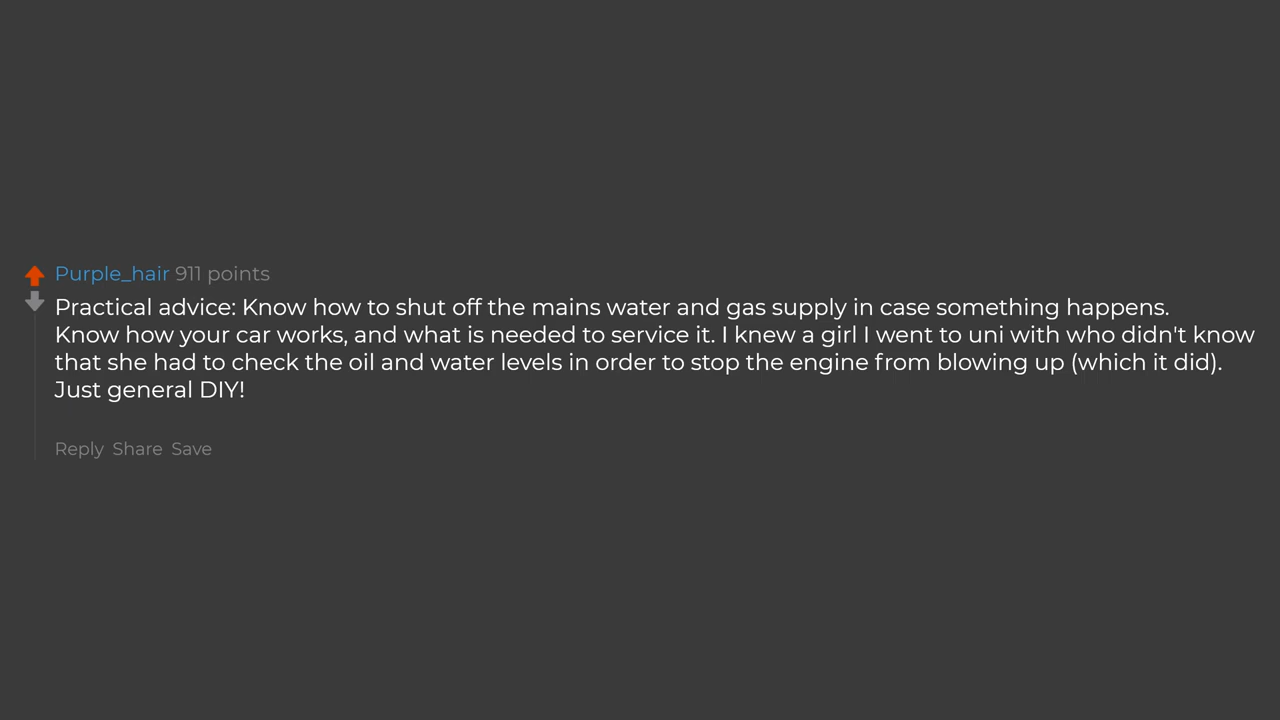 Purple_hair 911 points
Practical advice: Know how to shut off the mains water and gas supply in case something happens.
Know how your car works, and what is needed to service it. I knew a girl I went to uni with who didn't know
that she had to check the oil and water levels in order to stop the engine from blowing up (which it did).
Just general DIY!
Reply Share Save